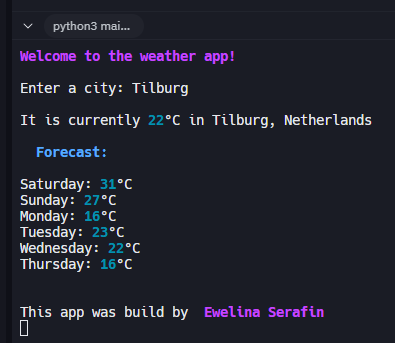 python3 mai...
Welcome to the weather app!
Enter a city: Tilburg
It is currently 22°C in Tilburg, Netherlands
Forecast:
Saturday: 31°C
Sunday: 27°C
Monday: 16°C
Tuesday: 23°C
Wednesday: 22°C
Thursday: 16°C
This app was build by  Ewelina Serafin